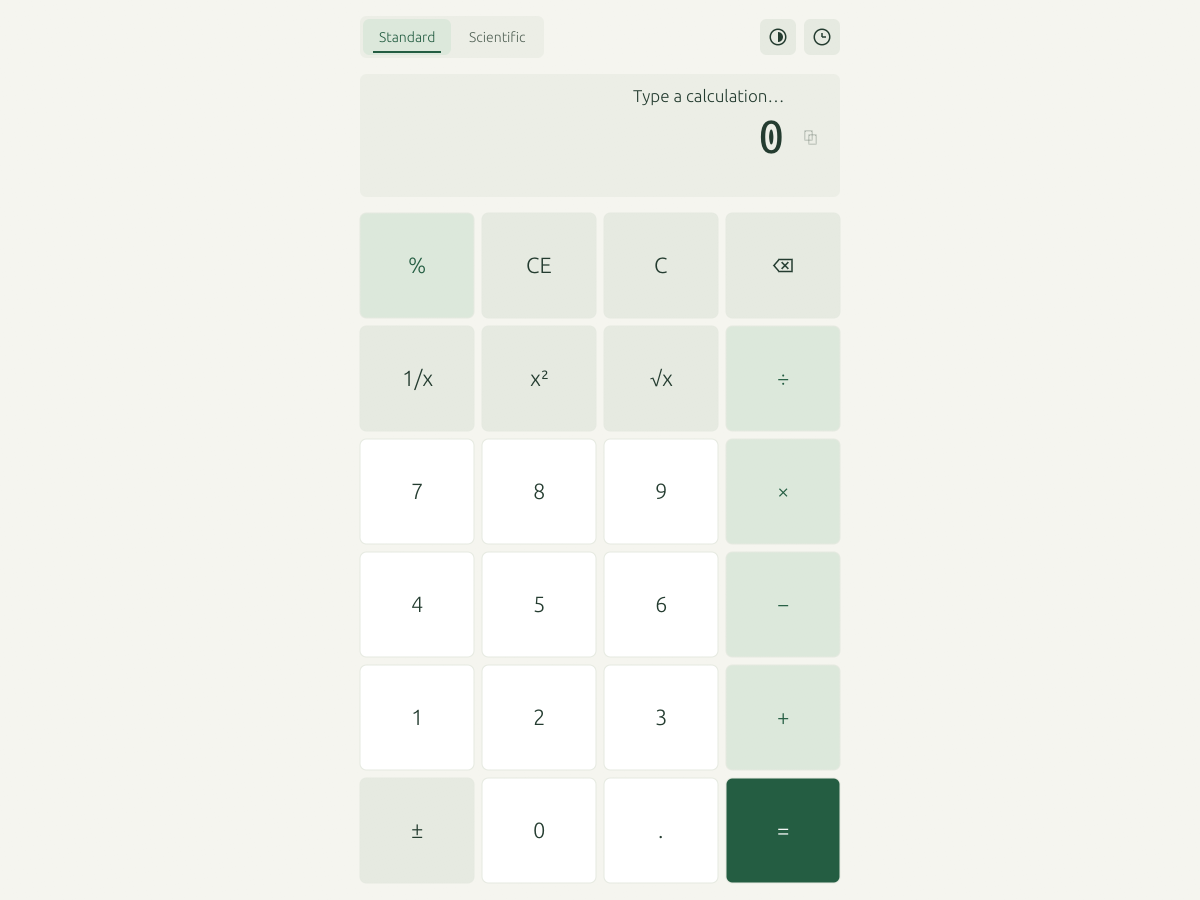 Standard Scientific
Type a calculation...
0
% CE C
1/x x² √x ÷
7 8 9 ×
4 5 6 −
1 2 3 +
± 0 . =